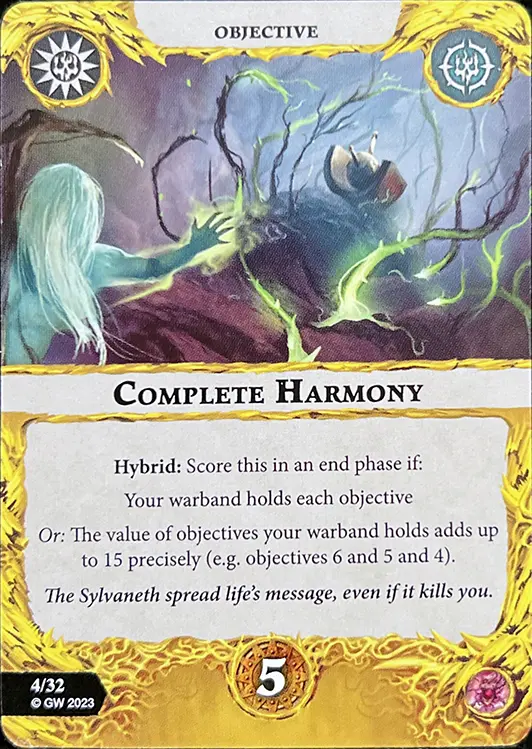 OBJECTIVE
COMPLETE HARMONY
Hybrid: Score this in an end phase if:
Your warband holds each objective
Or: The value of objectives your warband holds adds up
to 15 precisely (e.g. objectives 6 and 5 and 4).
The Sylvaneth spread life's message, even if it kills you.
5
4/32
© GW 2023